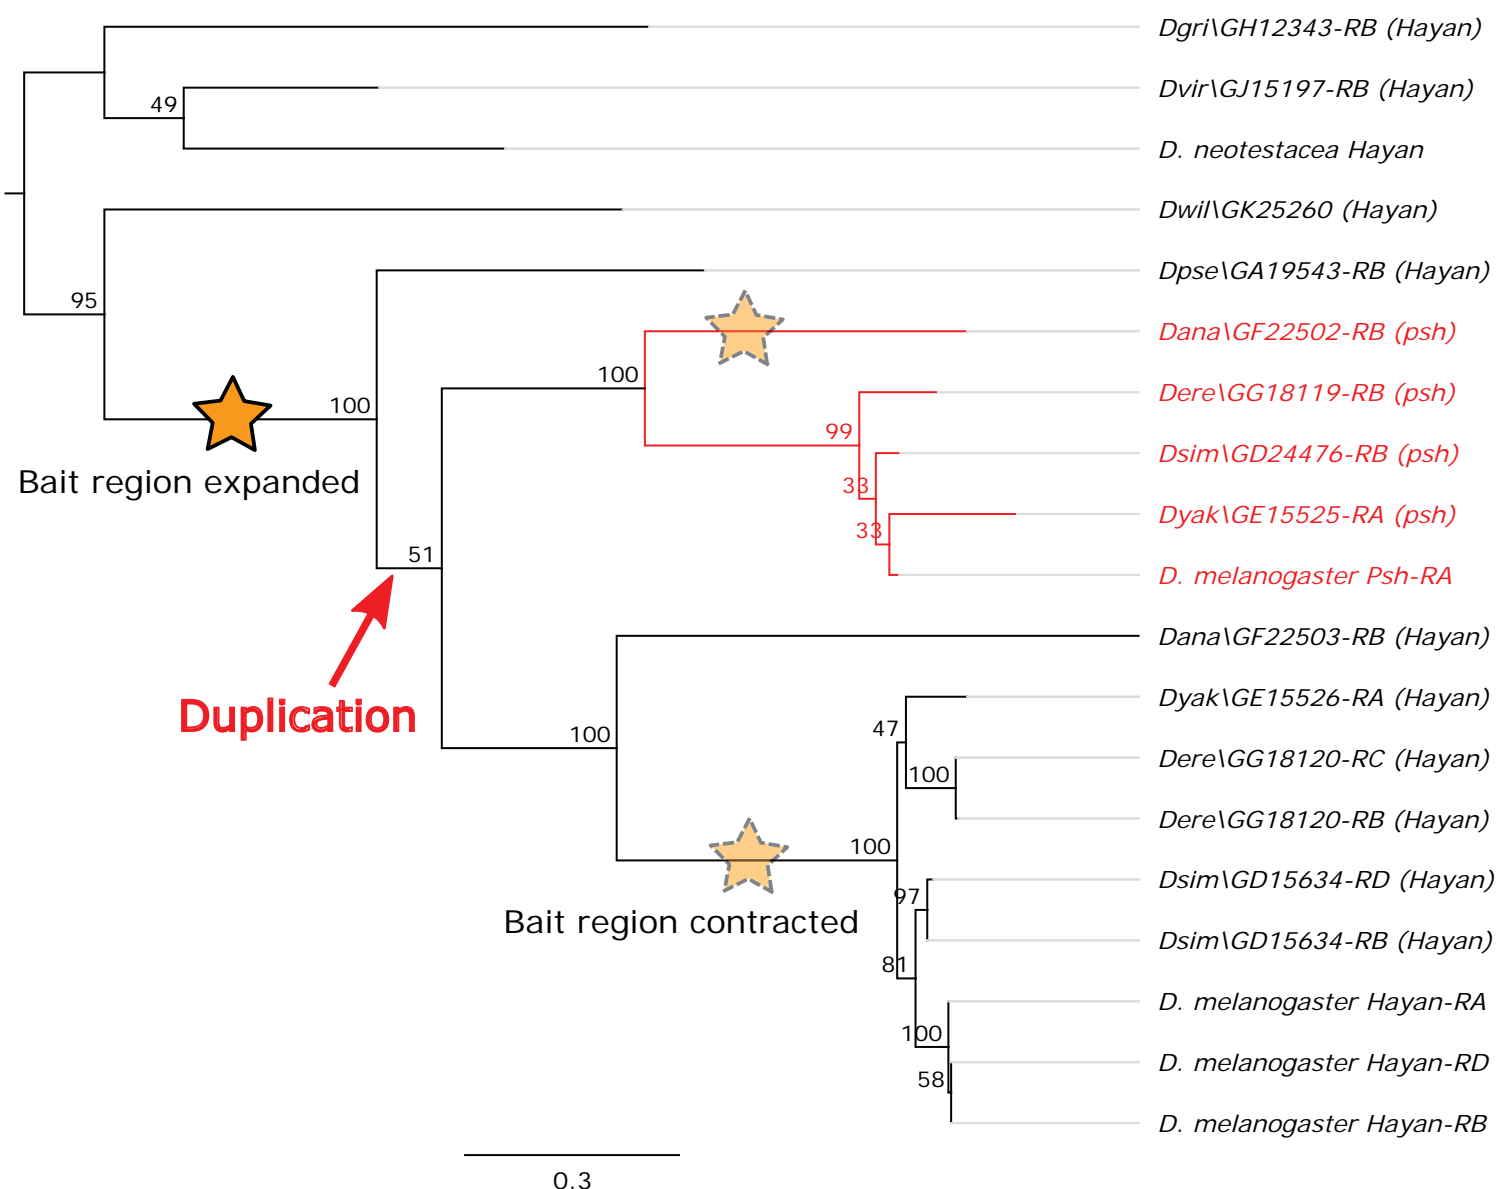 Dgri\GH12343-RB (Hayan)
Dvir\GJ15197-RB (Hayan)
49
D. neotestacea Hayan
Dwil\GK25260 (Hayan)
Dpse\GA19543-RB (Hayan)
95
Dana\GF22502-RB (psh)
100
Dere\GG18119-RB (psh)
100
99
Dsim\GD24476-RB (psh)
Bait region expanded
33
Dyak\GE15525-RA (psh)
33
51
D. melanogaster Psh-RA
Dana\GF22503-RB (Hayan)
Dyak\GE15526-RA (Hayan)
Duplication
100
47
Dere\GG18120-RC (Hayan)
100
Dere\GG18120-RB (Hayan)
100
Dsim\GD15634-RD (Hayan)
97
Bait region contracted
Dsim\GD15634-RB (Hayan)
81
D. melanogaster Hayan-RA
100
D. melanogaster Hayan-RD
58
D. melanogaster Hayan-RB
0.3